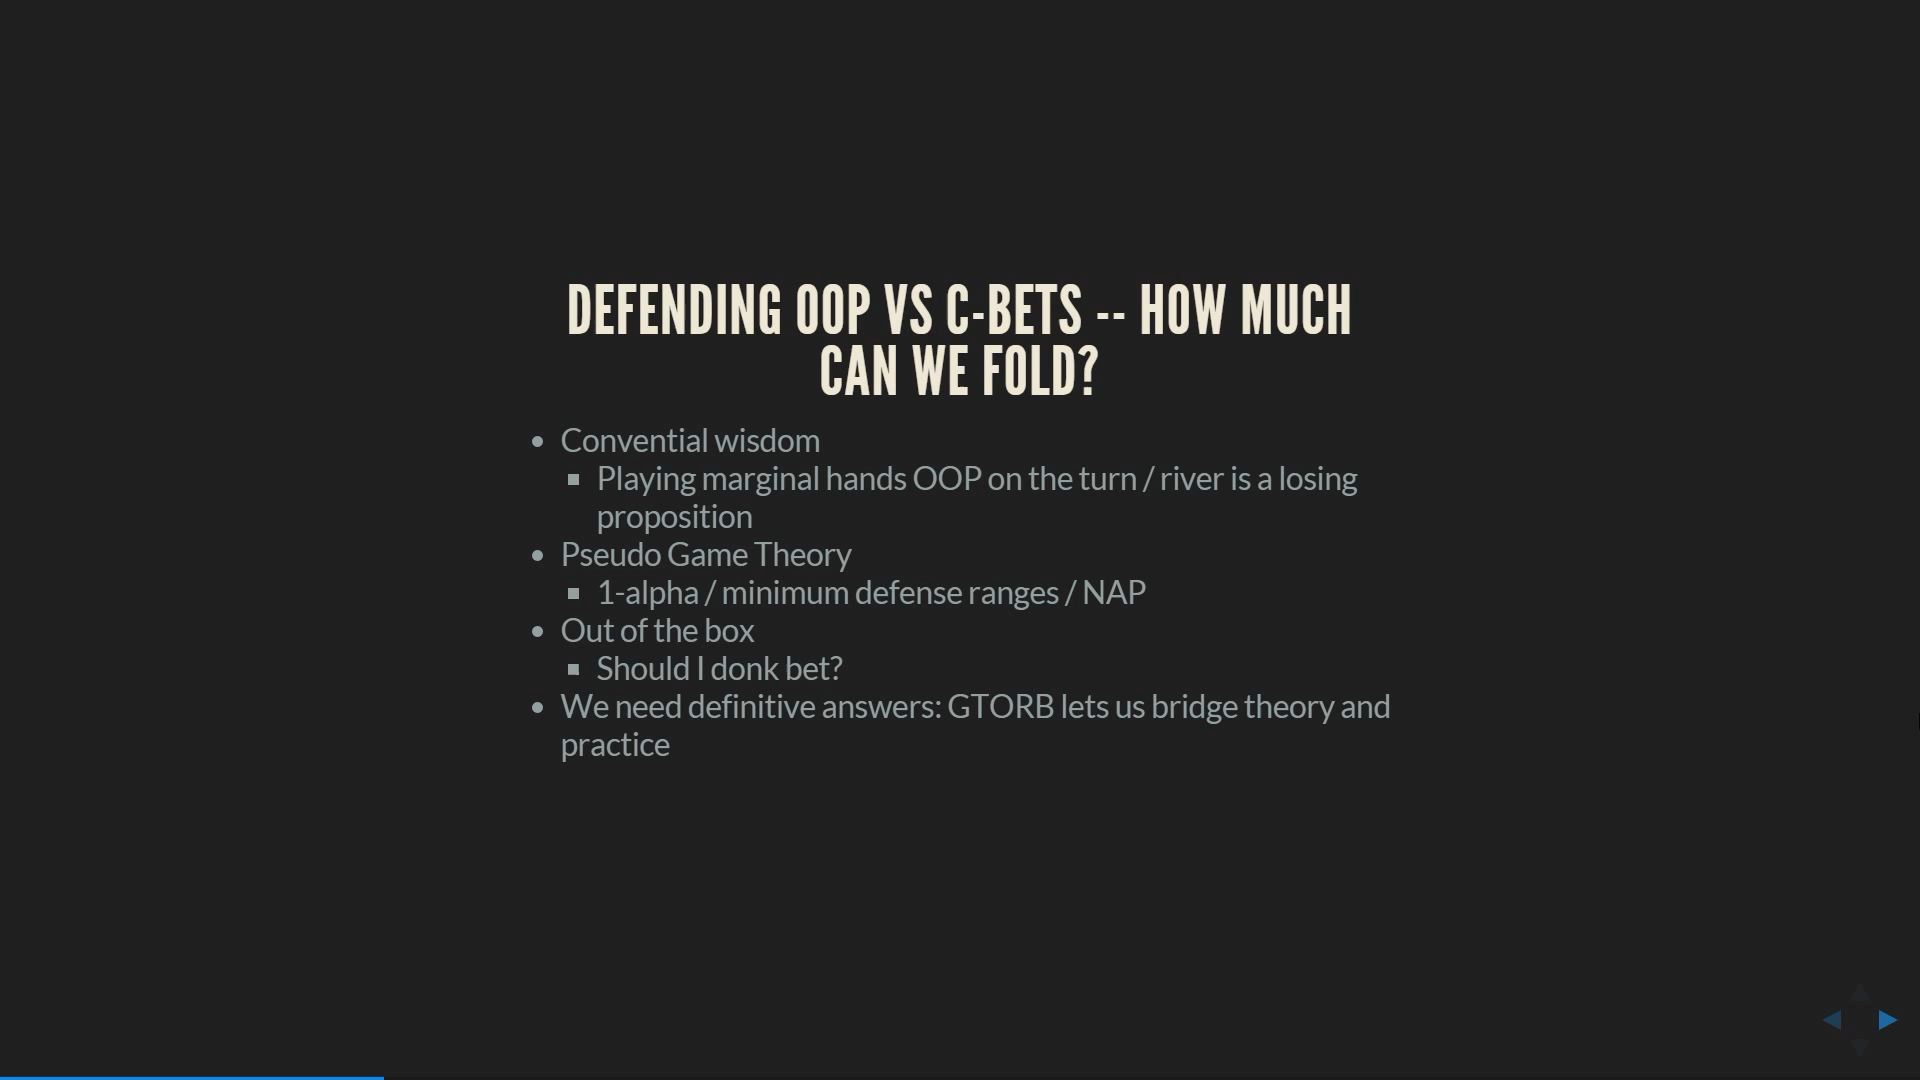 DEFENDING OOP VS C-BETS -- HOW MUCH
CAN WE FOLD?
Convential wisdom
Playing marginal hands OOP on the turn / river is a losing
proposition
Pseudo Game Theory
1-alpha / minimum defense ranges / NAP
Out of the box
Should I donk bet?
We need definitive answers: GTORB lets us bridge theory and
practice